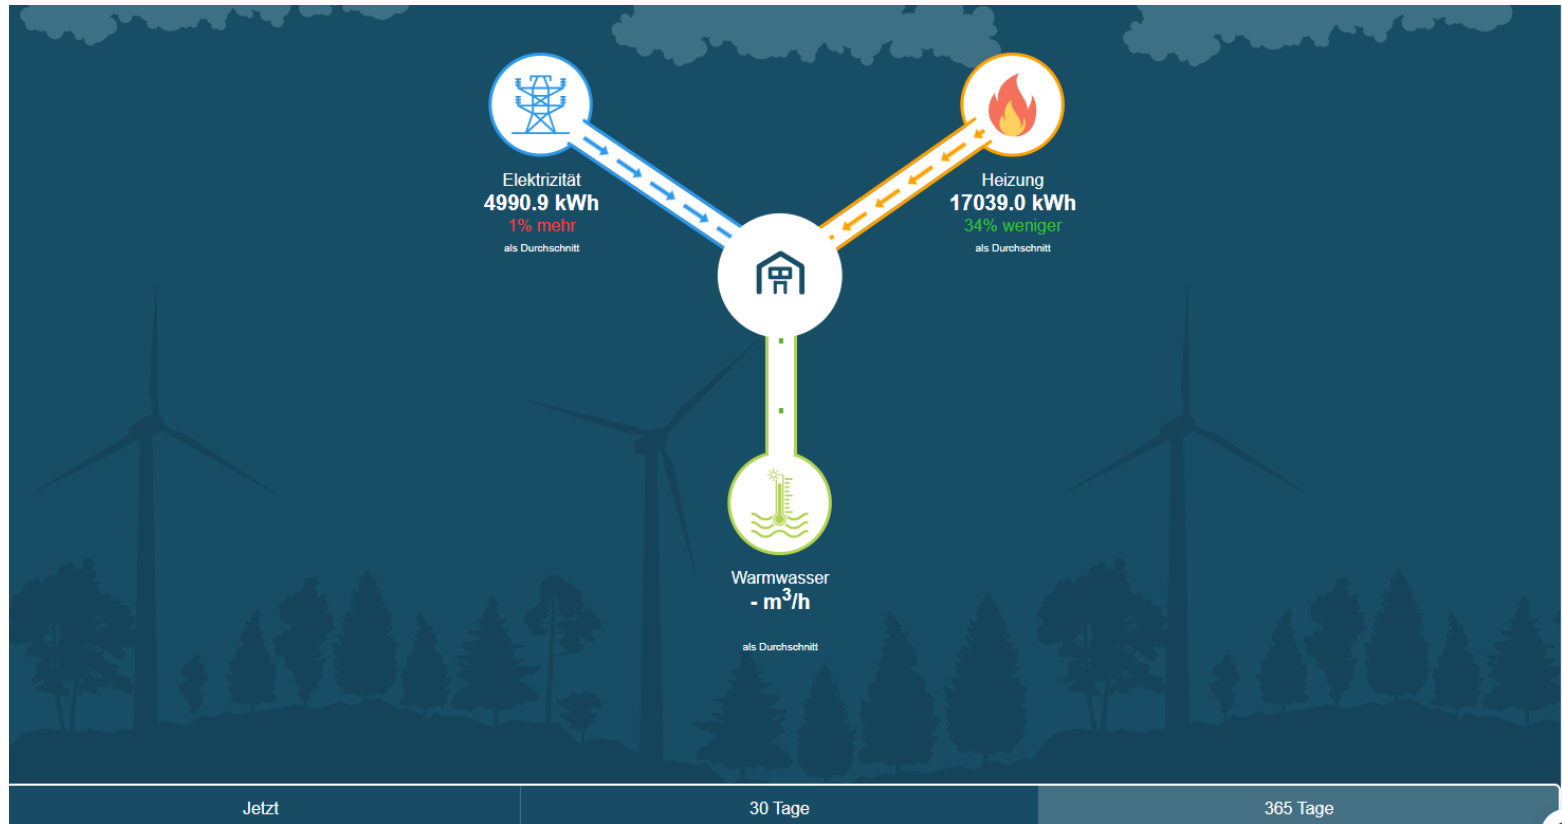 Elektrizität
4990.9 kWh
1% mehr
als Durchschnitt
Heizung
17039.0 kWh
34% weniger
als Durchschnitt
Warmwasser
- m³/h
als Durchschnitt
Jetzt
30 Tage
365 Tage